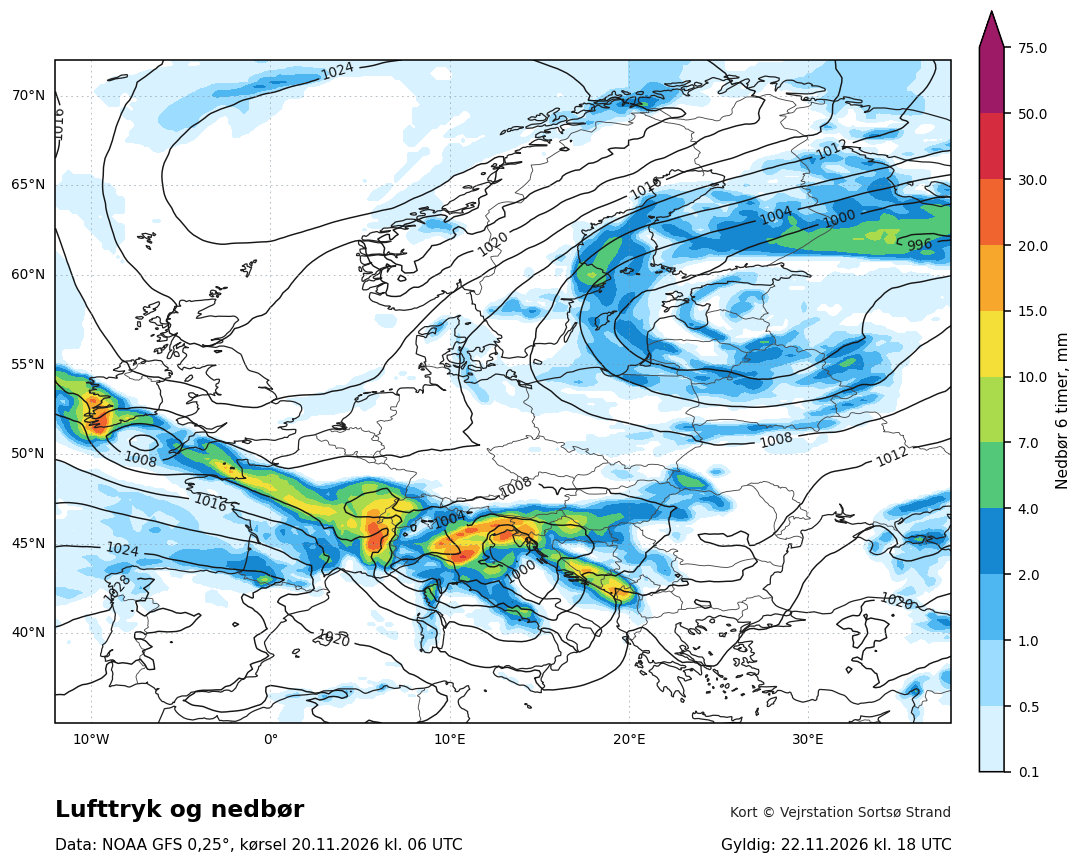 75.0
50.0
30.0
20.0
15.0
10.0
7.0
4.0
2.0
1.0
0.5
0.1
Nedbør 6 timer, mm
70°N
65°N
60°N
55°N
50°N
45°N
40°N
10°W
0°
10°E
20°E
30°E
1024
1016
1012
1016
1004
1000
1020
996
1008
1008
1012
1008
1016
1004
1024
1000
1028
1020
1020
Lufttryk og nedbør
Kort © Vejrstation Sortsø Strand
Data: NOAA GFS 0,25°, kørsel 20.11.2026 kl. 06 UTC
Gyldig: 22.11.2026 kl. 18 UTC